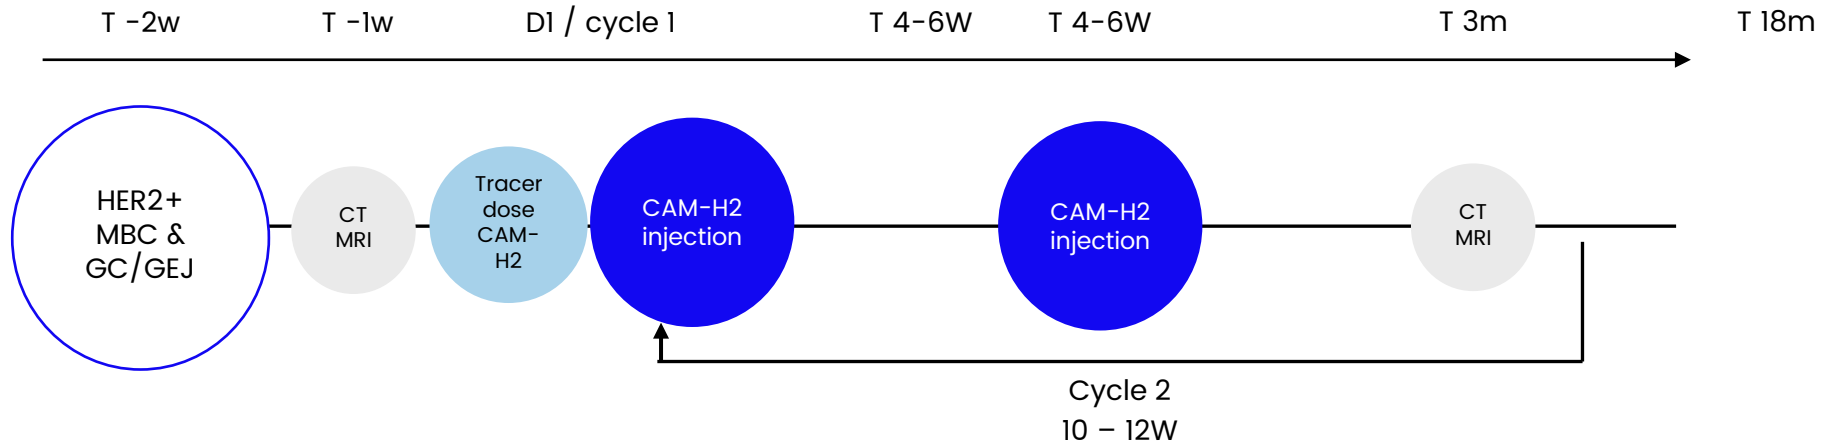 T -2w
T -1w
D1 / cycle 1
T 4-6W
T 4-6W
T 3m
T 18m
HER2+
MBC &
GC/GEJ
CT
MRI
Tracer
dose
CAM-
H2
CAM-H2
injection
CAM-H2
injection
CT
MRI
Cycle 2
10 – 12W